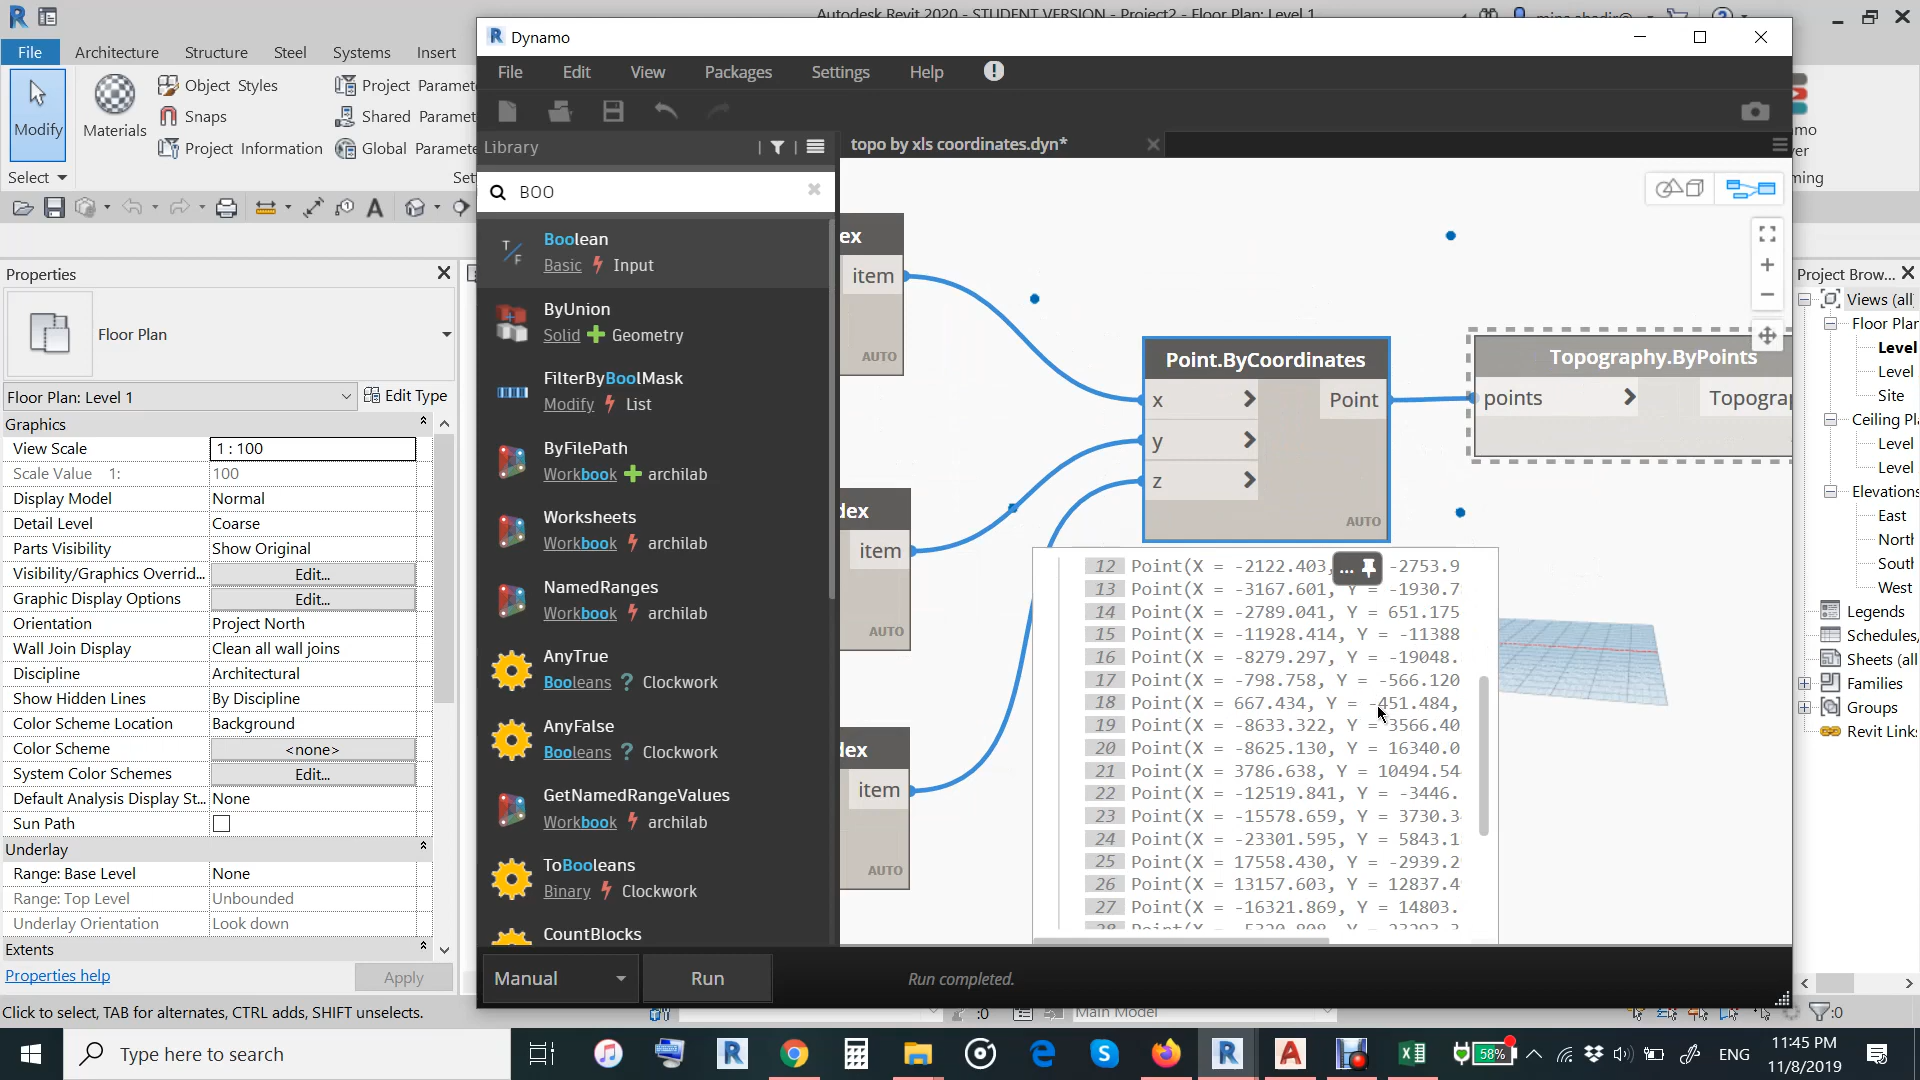 Autodesk Revit 2020 - STUDENT VERSION - Project2 - Floor Plan: Level 1
Dynamo
File
Architecture
Structure
Steel
Systems
Insert
File
Edit
View
Packages
Settings
Help
Modify
Materials
Object Styles
Snaps
Project Information
Project Paramete
Shared Paramet
Global Paramete
Select
Set
Library
topo by xls coordinates.dyn*
BOO
Boolean
Basic Input
ByUnion
Solid Geometry
FilterByBoolMask
Modify List
ByFilePath
Workbook archilab
Worksheets
Workbook archilab
NamedRanges
Workbook archilab
AnyTrue
Booleans ? Clockwork
AnyFalse
Booleans ? Clockwork
GetNamedRangeValues
Workbook archilab
ToBooleans
Binary Clockwork
CountBlocks
Manual
Run
Run completed.
ex
item
AUTO
dex
item
AUTO
dex
item
AUTO
Point.ByCoordinates
x
y
z
Point
AUTO
Topography.ByPoints
points
Topogra
12 Point(X = -2122.403, -2753.9
13 Point(X = -3167.601, Y = -1930.7
14 Point(X = -2789.041, Y = 651.175
15 Point(X = -11928.414, Y = -11388
16 Point(X = -8279.297, Y = -19048.
17 Point(X = -798.758, Y = -566.120
18 Point(X = 667.434, Y = -451.484,
19 Point(X = -8633.322, Y = 3566.40
20 Point(X = -8625.130, Y = 16340.0
21 Point(X = 3786.638, Y = 10494.54
22 Point(X = -12519.841, Y = -3446.
23 Point(X = -15578.659, Y = 3730.3
24 Point(X = -23301.595, Y = 5843.1
25 Point(X = 17558.430, Y = -2939.2
26 Point(X = 13157.603, Y = 12837.4
27 Point(X = -16321.869, Y = 14803.
Properties
Floor Plan
Floor Plan: Level 1
Edit Type
Graphics
View Scale 1 : 100
Scale Value 1: 100
Display Model Normal
Detail Level Coarse
Parts Visibility Show Original
Visibility/Graphics Overrid... Edit...
Graphic Display Options Edit...
Orientation Project North
Wall Join Display Clean all wall joins
Discipline Architectural
Show Hidden Lines By Discipline
Color Scheme Location Background
Color Scheme <none>
System Color Schemes Edit...
Default Analysis Display St... None
Sun Path
Underlay
Range: Base Level None
Range: Top Level Unbounded
Underlay Orientation Look down
Extents
Properties help
Apply
Click to select, TAB for alternates, CTRL adds, SHIFT unselects.
:0
Main Model
:0
mo
er
ming
Project Brow...
Views (all
Floor Plan
Level
Level
Site
Ceiling Pl
Level
Level
Elevations
East
North
South
West
Legends
Schedules,
Sheets (all
Families
Groups
Revit Links
Type here to search
58%
ENG
11:45 PM
11/8/2019